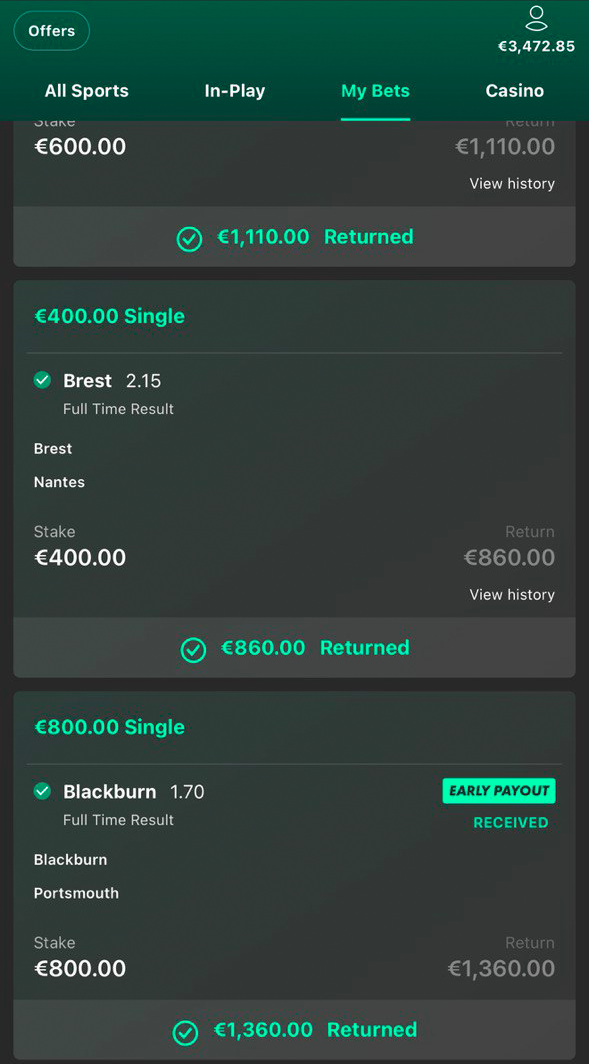 Offers
€3,472.85
All Sports In-Play My Bets Casino
Stake Return
€600.00 €1,110.00
View history
€1,110.00 Returned
€400.00 Single
Brest 2.15
Full Time Result
Brest
Nantes
Stake Return
€400.00 €860.00
View history
€860.00 Returned
€800.00 Single
Blackburn 1.70 EARLY PAYOUT
Full Time Result RECEIVED
Blackburn
Portsmouth
Stake Return
€800.00 €1,360.00
€1,360.00 Returned